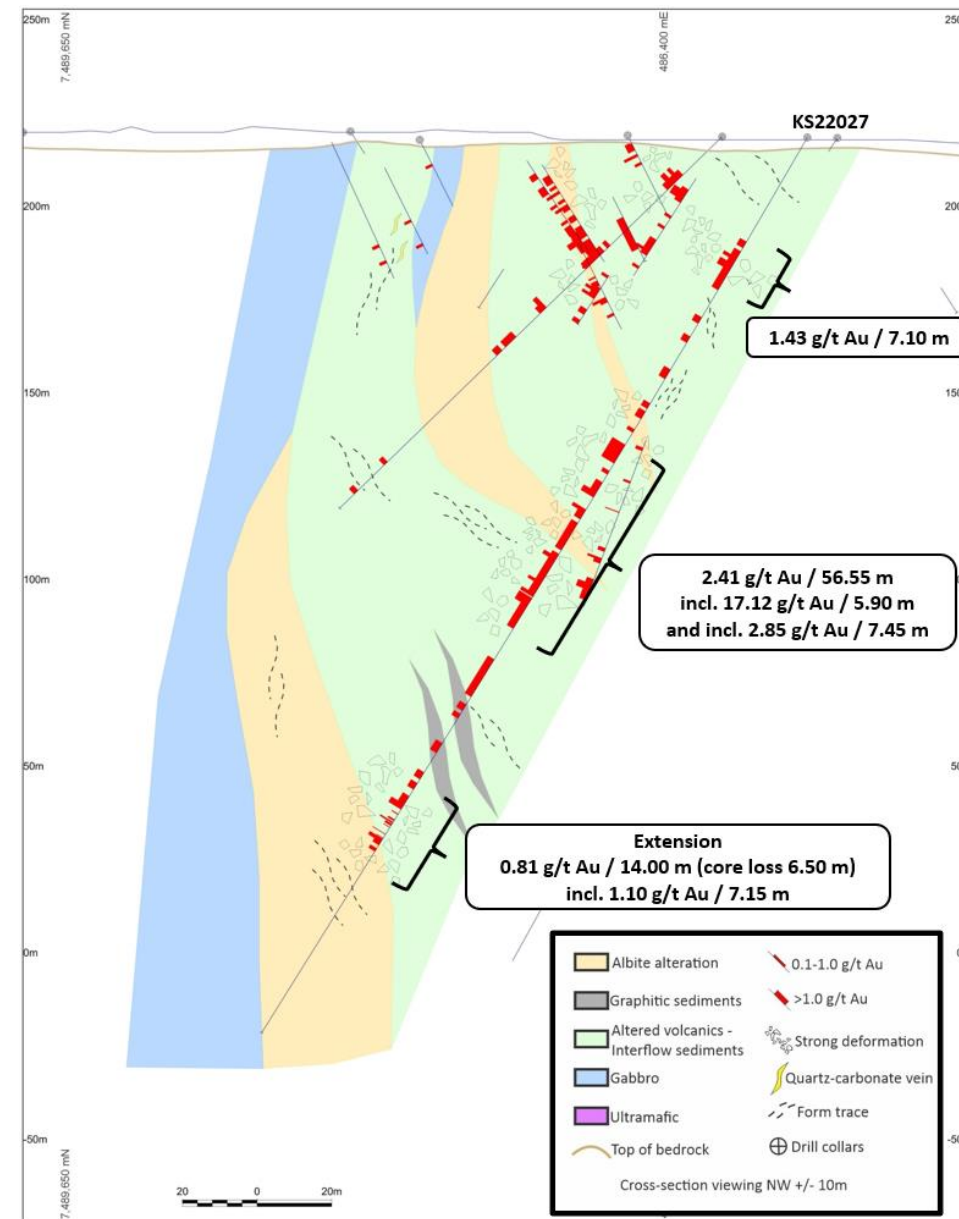 250m
7,489,650 mN
486,400 mE
250
KS22027
200m
200
1.43 g/t Au / 7.10 m
150m
150
100m
2.41 g/t Au / 56.55 m
incl. 17.12 g/t Au / 5.90 m
and incl. 2.85 g/t Au / 7.45 m
50m
50
Extension
0.81 g/t Au / 14.00 m (core loss 6.50 m)
incl. 1.10 g/t Au / 7.15 m
0m
0
Albite alteration
0.1-1.0 g/t Au
Graphitic sediments
>1.0 g/t Au
Altered volcanics -
Interflow sediments
Strong deformation
Gabbro
Quartz-carbonate vein
Ultramafic
Form trace
Top of bedrock
Drill collars
Cross-section viewing NW +/- 10m
-50m
-50
7,489,650 mN
20 0 20m